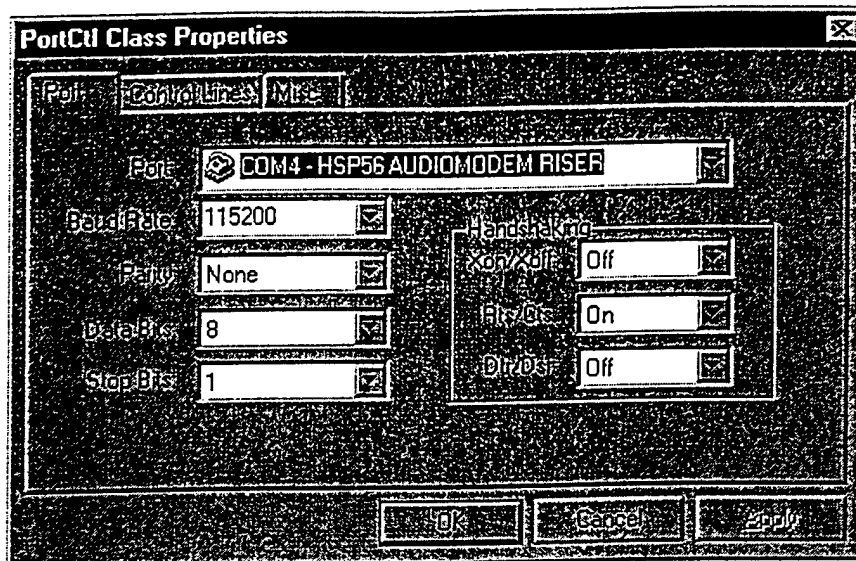 PortCtl Class Properties
Port Control Lines Misc
Port: COM4 - HSP56 AUDIOMODEM RISER
Baud Rate: 115200
Handshaking
Parity: None Xon/Xoff: Off
Data Bits: 8 Rts/Cts: On
Stop Bits: 1 Dtr/Dsr: Off
OK Cancel Apply